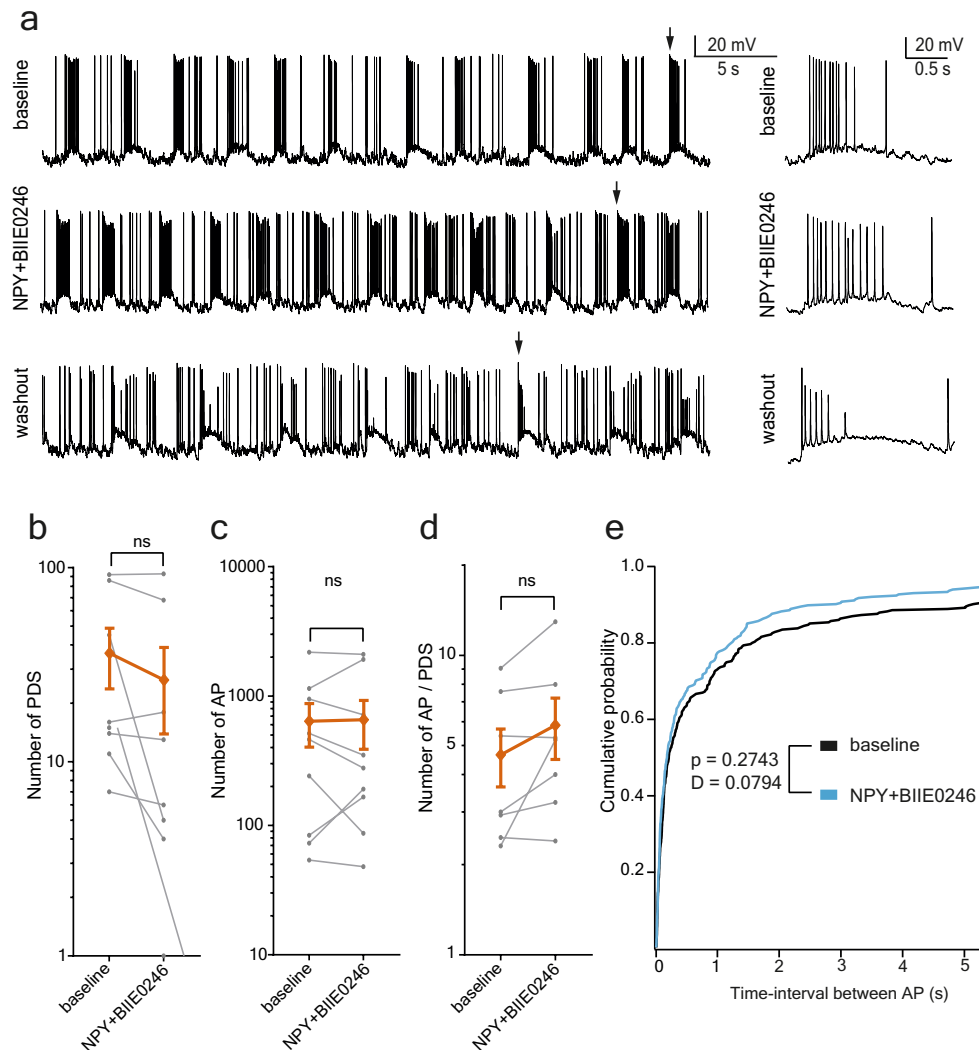 a
baseline
20 mV
5 s
baseline
20 mV
0.5 s
NPY+BIIE0246
NPY+BIIE0246
washout
washout
b
ns
Number of PDS
100
10
1
baseline
NPY+BIIE0246
c
ns
Number of AP
10000
1000
100
10
baseline
NPY+BIIE0246
d
ns
Number of AP / PDS
10
5
1
baseline
NPY+BIIE0246
e
Cumulative probability
1.0
0.8
0.6
0.4
0.2
p = 0.2743
D = 0.0794
baseline
NPY+BIIE0246
0 1 2 3 4 5
Time-interval between AP (s)